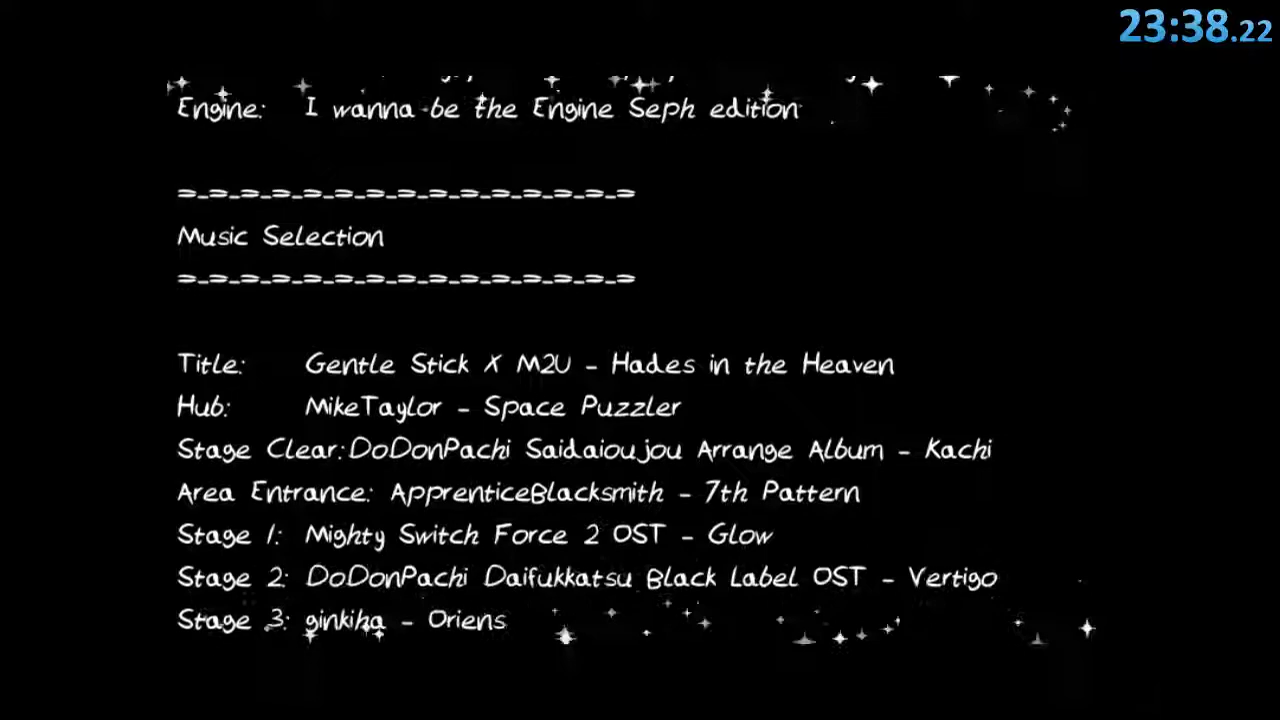 23:38.22
Engine: I wanna be the Engine Seph edition
=-=-=-=-=-=-=-=-=-=-=-=-=-=-=
Music Selection
=-=-=-=-=-=-=-=-=-=-=-=-=-=-=
Title: Gentle Stick X M2U - Hades in the Heaven
Hub: MikeTaylor - Space Puzzler
Stage Clear:DoDonPachi Saidaioujou Arrange Album - Kachi
Area Entrance: ApprenticeBlacksmith - 7th Pattern
Stage 1: Mighty Switch Force 2 OST - Glow
Stage 2: DoDonPachi Daifukkatsu Black Label OST - Vertigo
Stage 3: ginkiha - Oriens